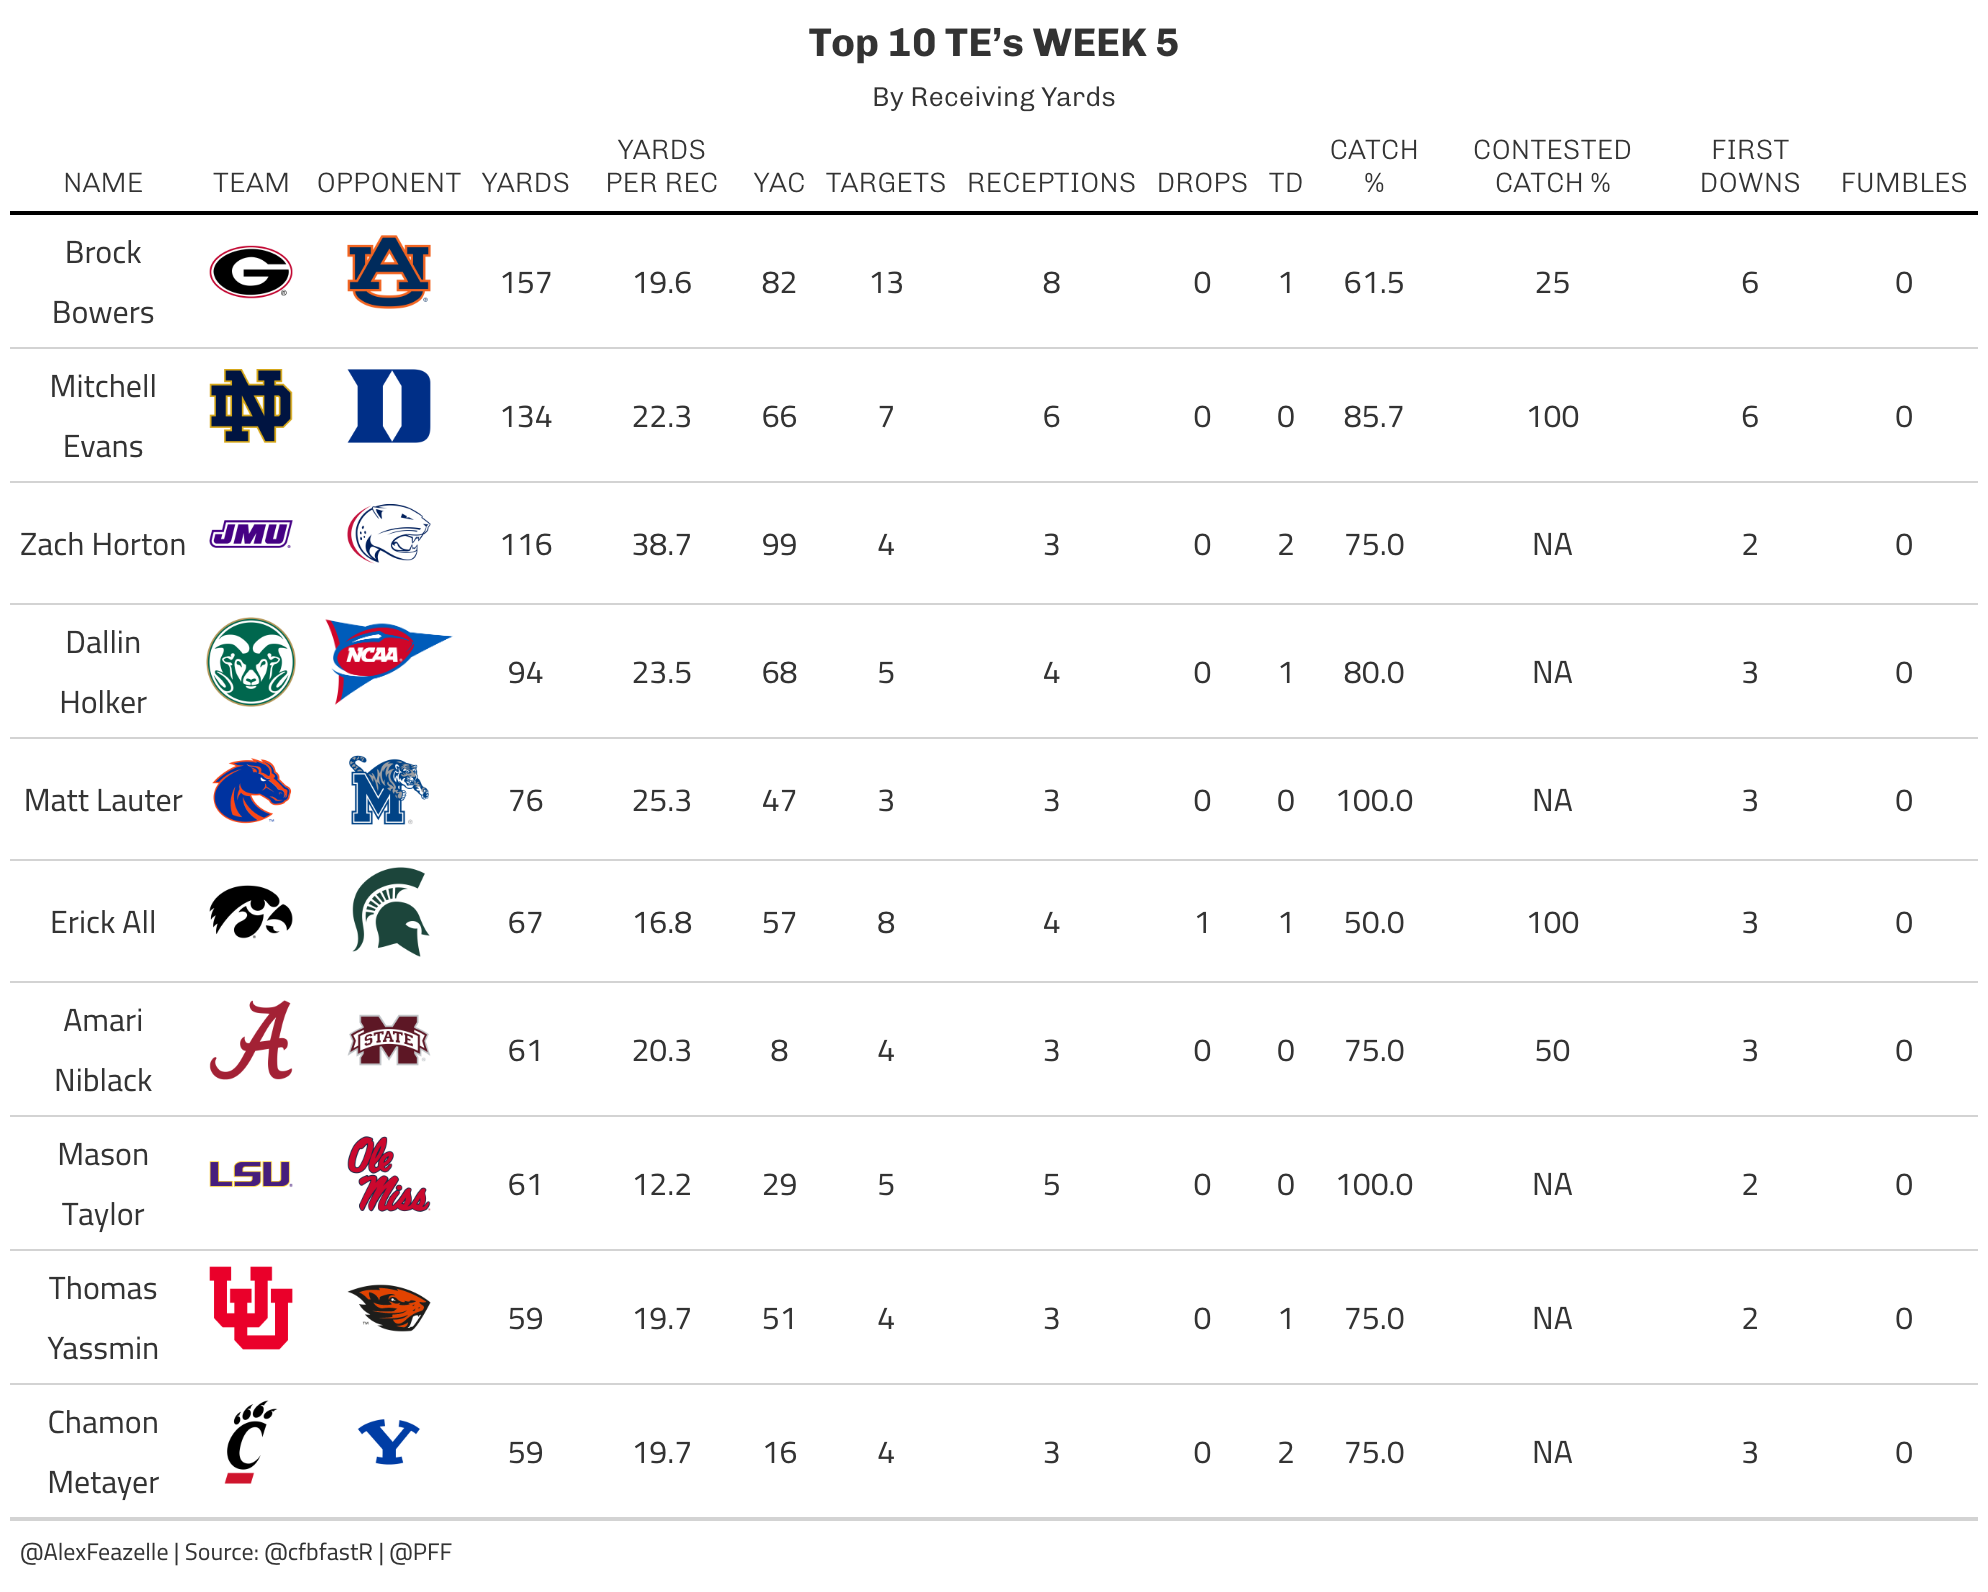 Top 10 TE’s WEEK 5
By Receiving Yards
NAME TEAM OPPONENT YARDS YARDS PER REC YAC TARGETS RECEPTIONS DROPS TD CATCH % CONTESTED CATCH % FIRST DOWNS FUMBLES
Brock Bowers G AU 157 19.6 82 13 8 0 1 61.5 25 6 0
Mitchell Evans ND D 134 22.3 66 7 6 0 0 85.7 100 6 0
Zach Horton JMU 116 38.7 99 4 3 0 2 75.0 NA 2 0
Dallin Holker NCAA 94 23.5 68 5 4 0 1 80.0 NA 3 0
Matt Lauter M 76 25.3 47 3 3 0 0 100.0 NA 3 0
Erick All 67 16.8 57 8 4 1 1 50.0 100 3 0
Amari Niblack A M STATE 61 20.3 8 4 3 0 0 75.0 50 3 0
Mason Taylor LSU Ole Miss 61 12.2 29 5 5 0 0 100.0 NA 2 0
Thomas Yassmin UU 59 19.7 51 4 3 0 1 75.0 NA 2 0
Chamon Metayer C Y 59 19.7 16 4 3 0 2 75.0 NA 3 0
@AlexFeazelle | Source: @cfbfastR | @PFF